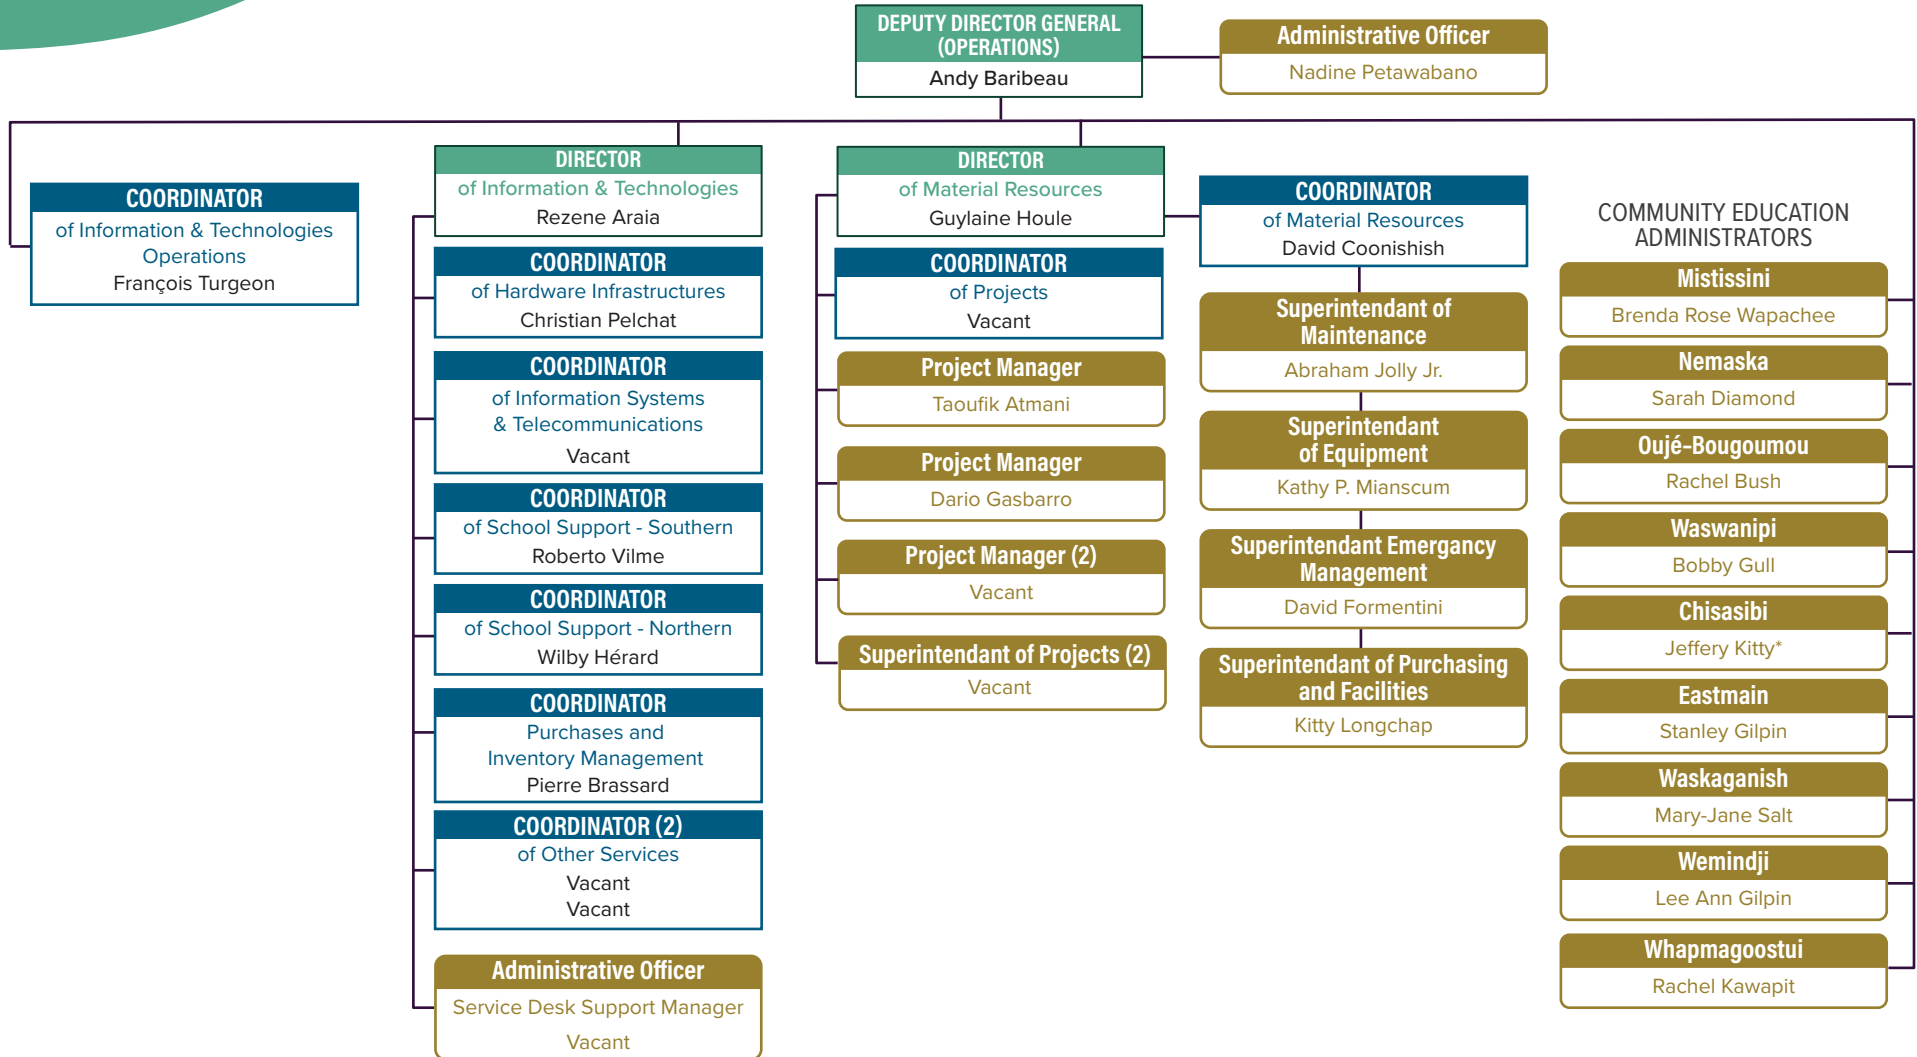 DEPUTY DIRECTOR GENERAL
(OPERATIONS)
Andy Baribeau
Administrative Officer
Nadine Petawabano
COORDINATOR
of Information & Technologies
Operations
François Turgeon
DIRECTOR
of Information & Technologies
Rezene Araia
COORDINATOR
of Hardware Infrastructures
Christian Pelchat
COORDINATOR
of Information Systems
& Telecommunications
Vacant
COORDINATOR
of School Support - Southern
Roberto Vilme
COORDINATOR
of School Support - Northern
Wilby Hérard
COORDINATOR
Purchases and
Inventory Management
Pierre Brassard
COORDINATOR (2)
of Other Services
Vacant
Vacant
Administrative Officer
Service Desk Support Manager
Vacant
DIRECTOR
of Material Resources
Guylaine Houle
COORDINATOR
of Projects
Vacant
Project Manager
Taoufik Atmani
Project Manager
Dario Gasbarro
Project Manager (2)
Vacant
Superintendant of Projects (2)
Vacant
COORDINATOR
of Material Resources
David Coonishish
Superintendant of
Maintenance
Abraham Jolly Jr.
Superintendant
of Equipment
Kathy P. Mianscum
Superintendant Emergancy
Management
David Formentini
Superintendant of Purchasing
and Facilities
Kitty Longchap
COMMUNITY EDUCATION
ADMINISTRATORS
Mistissini
Brenda Rose Wapachee
Nemaska
Sarah Diamond
Oujé-Bougoumou
Rachel Bush
Waswanipi
Bobby Gull
Chisasibi
Jeffery Kitty*
Eastmain
Stanley Gilpin
Waskaganish
Mary-Jane Salt
Wemindji
Lee Ann Gilpin
Whapmagoostui
Rachel Kawapit